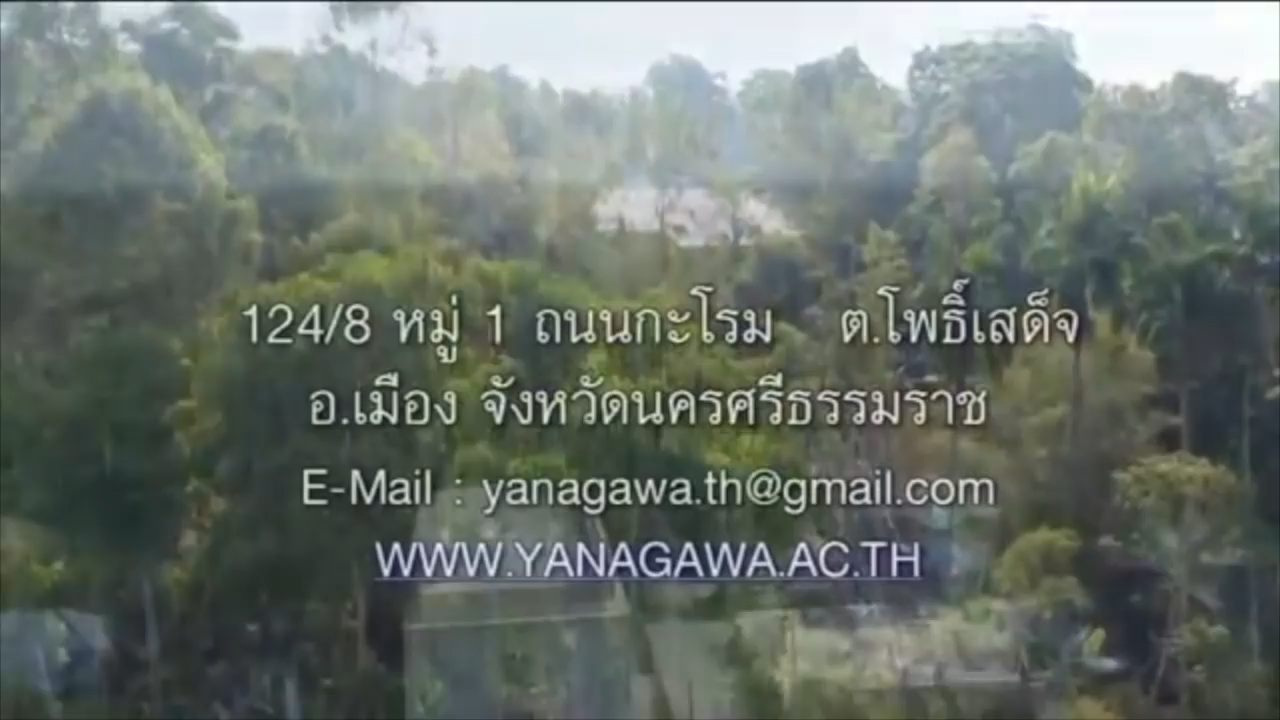 124/8 หมู่ 1 ถนนกะโรม ต.โพธิ์เสด็จ
อ.เมือง จังหวัดนครศรีธรรมราช
E-Mail : yanagawa.th@gmail.com
WWW.YANAGAWA.AC.TH